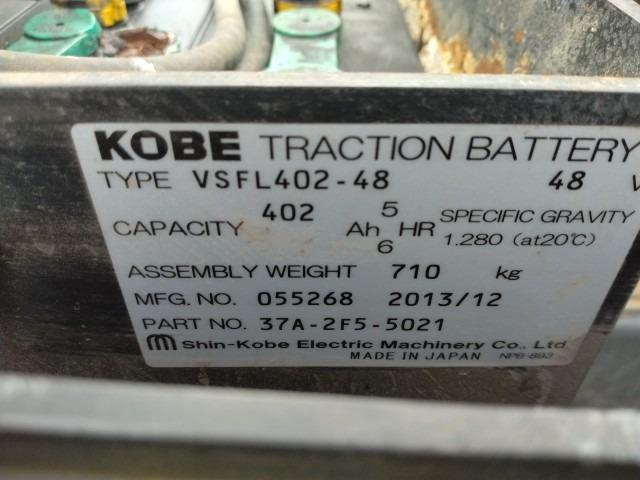 KOBE TRACTION BATTERY
TYPE VSFL402-48 48 V
CAPACITY 402 Ah 5 HR SPECIFIC GRAVITY
6 1.280 (at20℃)
ASSEMBLY WEIGHT 710 kg
MFG. NO. 055268 2013/12
PART NO. 37A-2F5-5021
Shin-Kobe Electric Machinery Co., Ltd
MADE IN JAPAN NPB-893